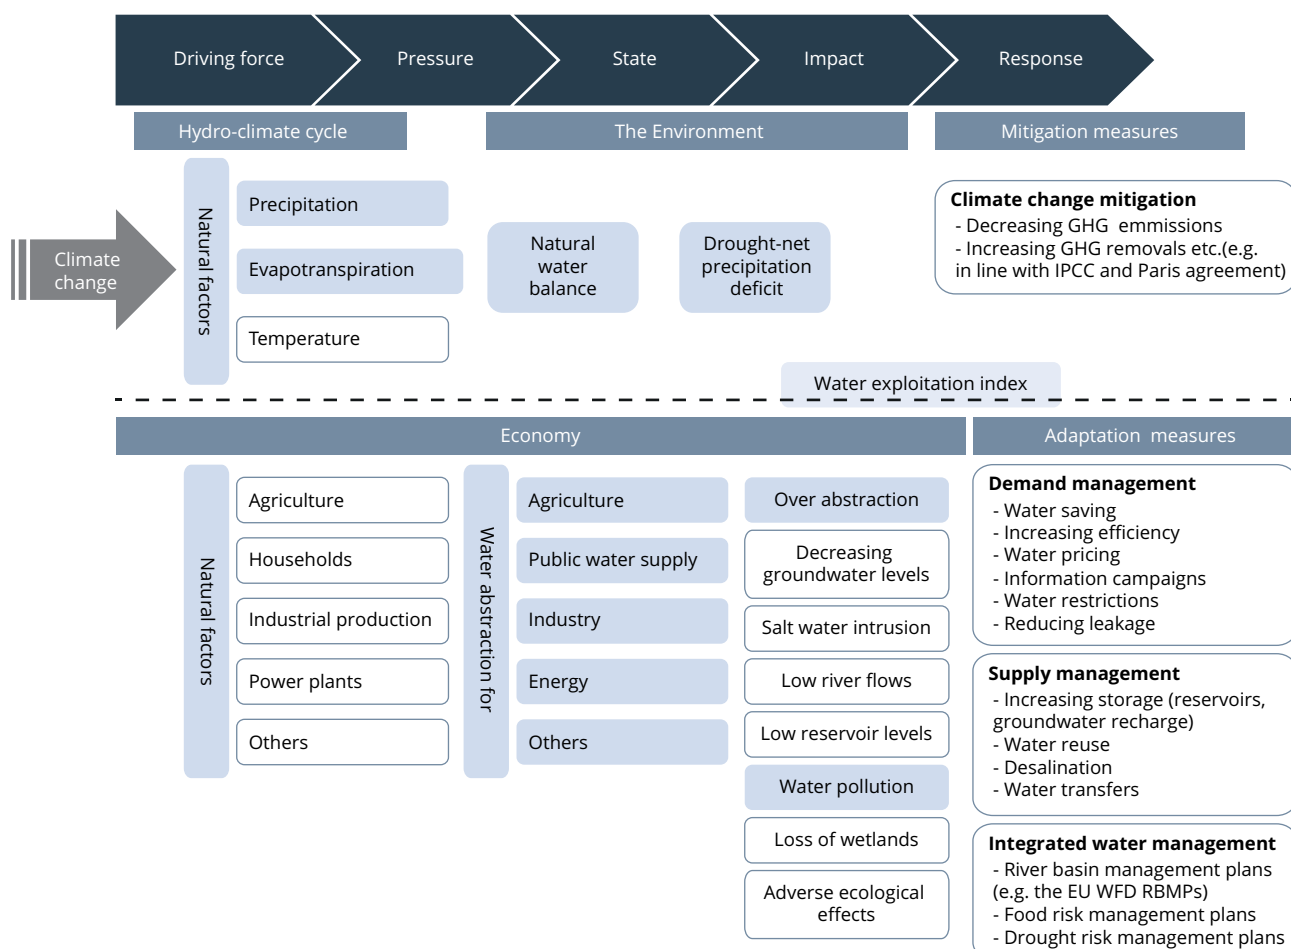 Driving force
Pressure
State
Impact
Response
Hydro-climate cycle
The Environment
Mitigation measures
Climate
change
Natural factors
Precipitation
Evapotranspiration
Temperature
Natural
water
balance
Drought-net
precipitation
deficit
Climate change mitigation
- Decreasing GHG emmissions
- Increasing GHG removals etc.(e.g.
in line with IPCC and Paris agreement)
Water exploitation index
Economy
Adaptation measures
Natural factors
Agriculture
Households
Industrial production
Power plants
Others
Water abstraction for
Agriculture
Public water supply
Industry
Energy
Others
Over abstraction
Decreasing
groundwater levels
Salt water intrusion
Low river flows
Low reservoir levels
Water pollution
Loss of wetlands
Adverse ecological
effects
Demand management
- Water saving
- Increasing efficiency
- Water pricing
- Information campaigns
- Water restrictions
- Reducing leakage
Supply management
- Increasing storage (reservoirs,
groundwater recharge)
- Water reuse
- Desalination
- Water transfers
Integrated water management
- River basin management plans
(e.g. the EU WFD RBMPs)
- Food risk management plans
- Drought risk management plans